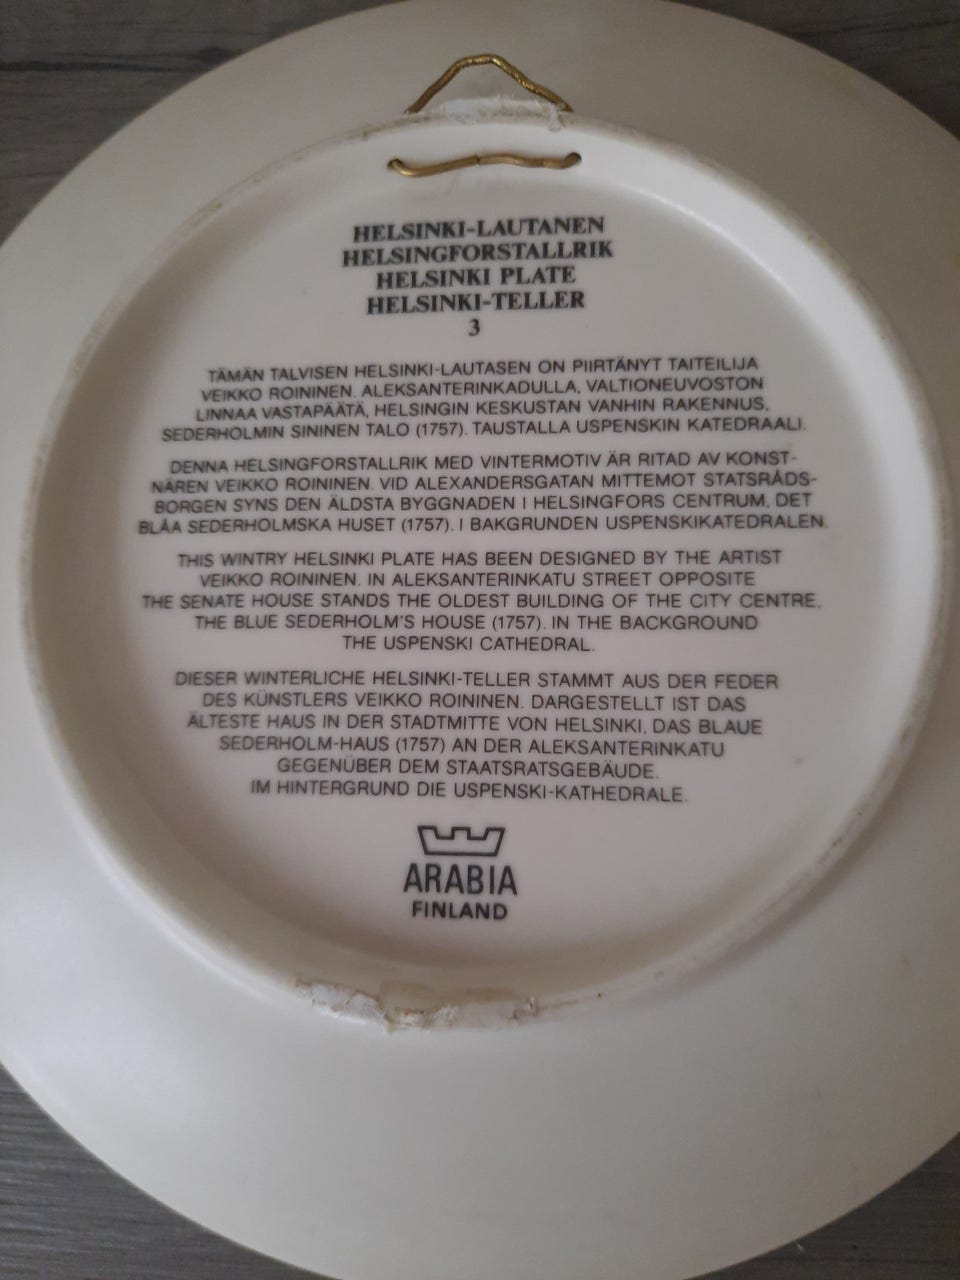 HELSINKI-LAUTANEN
HELSINGFORSTALLRIK
HELSINKI PLATE
HELSINKI-TELLER
3
TÄMÄN TALVISEN HELSINKI-LAUTASEN ON PIIRTÄNYT TAITEILIJA
VEIKKO ROININEN. ALEKSANTERINKADULLA, VALTIONEUVOSTON
LINNAA VASTAPÄÄTÄ, HELSINGIN KESKUSTAN VANHIN RAKENNUS,
SEDERHOLMIN SININEN TALO (1757). TAUSTALLA USPENSKIN KATEDRAALI.
DENNA HELSINGFORSTALLRIK MED VINTERMOTIV ÄR RITAD AV KONST-
NÄREN VEIKKO ROININEN. VID ALEXANDERSGATAN MITTEMOT STATSRÅDS-
BORGEN SYNS DEN ÄLDSTA BYGGNADEN I HELSINGFORS CENTRUM, DET
BLÅA SEDERHOLMSKA HUSET (1757). I BAKGRUNDEN USPENSKIKATEDRALEN.
THIS WINTRY HELSINKI PLATE HAS BEEN DESIGNED BY THE ARTIST
VEIKKO ROININEN. IN ALEKSANTERINKATU STREET OPPOSITE
THE SENATE HOUSE STANDS THE OLDEST BUILDING OF THE CITY CENTRE,
THE BLUE SEDERHOLM'S HOUSE (1757). IN THE BACKGROUND
THE USPENSKI CATHEDRAL.
DIESER WINTERLICHE HELSINKI-TELLER STAMMT AUS DER FEDER
DES KÜNSTLERS VEIKKO ROININEN. DARGESTELLT IST DAS
ÄLTESTE HAUS IN DER STADTMITTE VON HELSINKI, DAS BLAUE
SEDERHOLM-HAUS (1757) AN DER ALEKSANTERINKATU
GEGENÜBER DEM STAATSRATSGEBÄUDE.
IM HINTERGRUND DIE USPENSKI-KATHEDRALE.
ARABIA
FINLAND